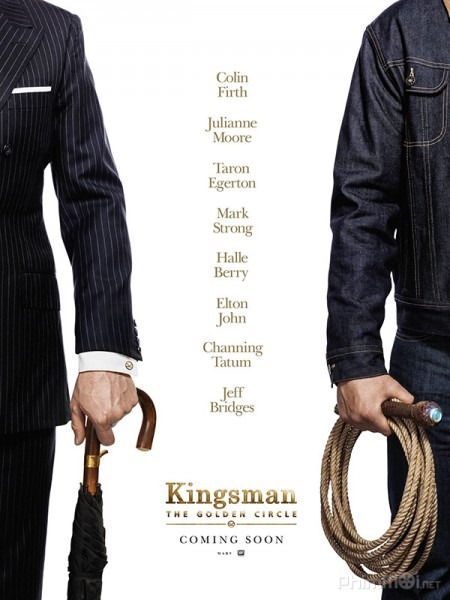 Colin
Firth
Julianne
Moore
Taron
Egerton
Mark
Strong
Halle
Berry
Elton
John
Channing
Tatum
Jeff
Bridges
Kingsman
THE GOLDEN CIRCLE
COMING SOON
MARV